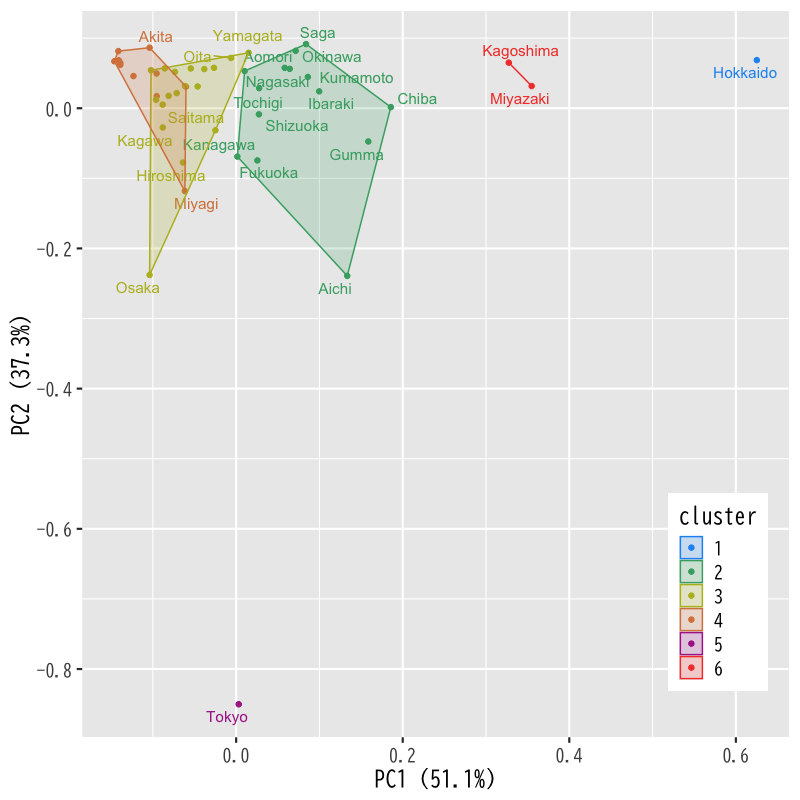 Akita
Yamagata
Saga
Oita
Aomori
Okinawa
Kagoshima
Hokkaido
Nagasaki
Kumamoto
Miyazaki
Tochigi
Ibaraki
Chiba
0.0
Saitama
Shizuoka
Kagawa
Kanagawa
Gumma
Hiroshima
Fukuoka
Miyagi
−0.2
Osaka
Aichi
PC2 (37.3%)
−0.4
cluster
−0.6
1
2
3
4
5
6
−0.8
Tokyo
0.0
0.2
0.4
0.6
PC1 (51.1%)